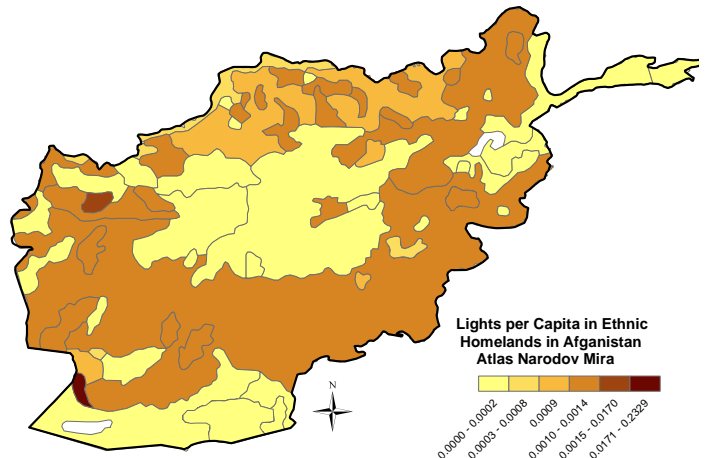 N
Lights per Capita in Ethnic
Homelands in Afganistan
Atlas Narodov Mira
0.0000 - 0.0002
0.0003 - 0.0008
0.0009
0.0010 - 0.0014
0.0015 - 0.0170
0.0171 - 0.2329